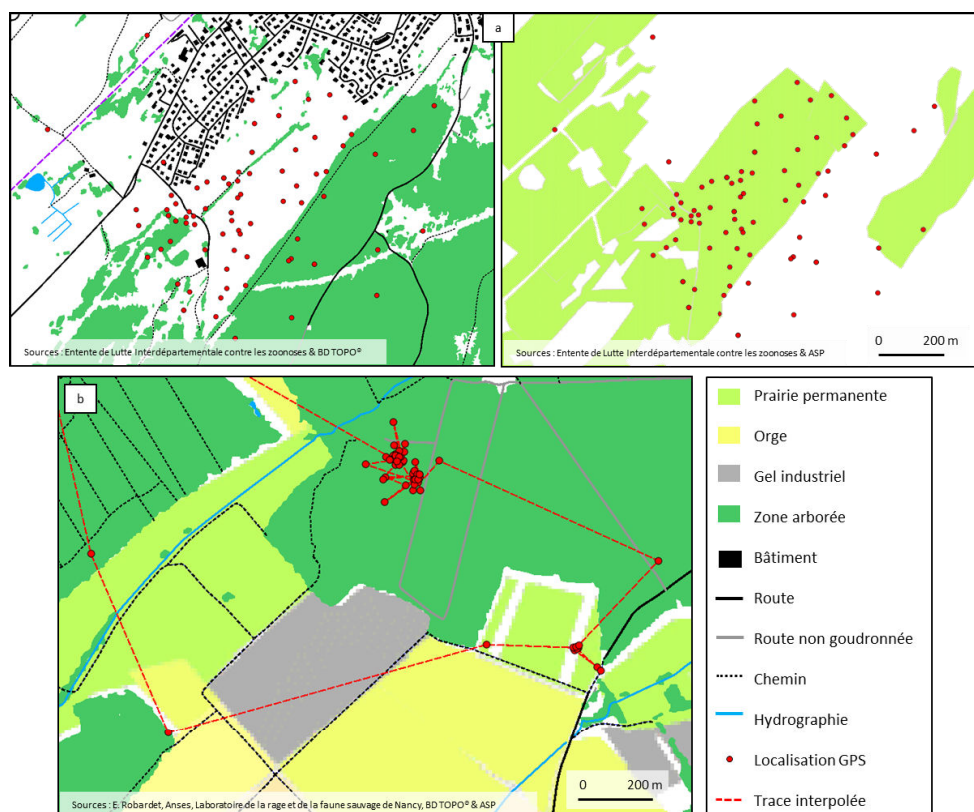 a
Sources : Entente de Lutte Interdépartementale contre les zoonoses & BD TOPO®
Sources : Entente de Lutte Interdépartementale contre les zoonoses & ASP
0 200 m
b
Sources : E. Robardet, Anses, Laboratoire de la rage et de la faune sauvage de Nancy, BD TOPO® & ASP
0 200 m
Prairie permanente
Orge
Gel industriel
Zone arborée
Bâtiment
Route
Route non goudronnée
Chemin
Hydrographie
Localisation GPS
Trace interpolée